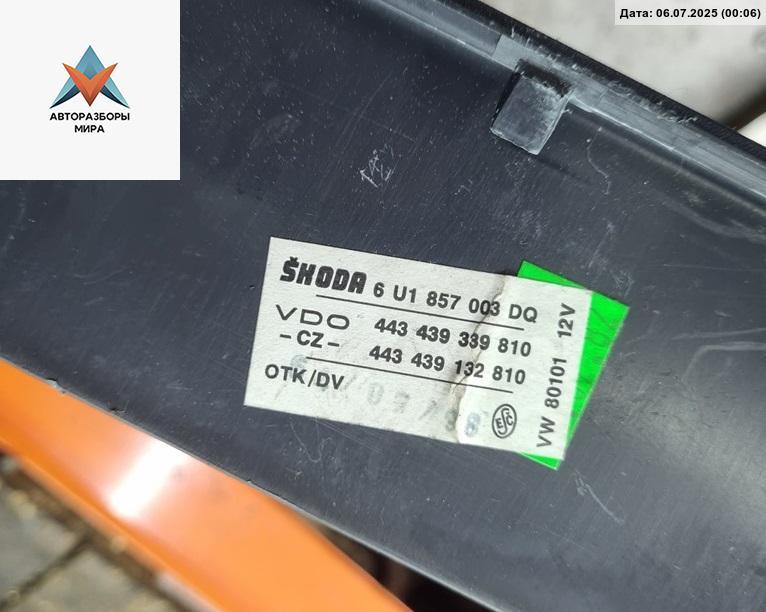 Дата: 06.07.2025 (00:06)
АВТОРАЗБОРЫ
МИРА
ŠKODA 6 U1 857 003 DQ
VDO 443 439 339 810
-CZ- 443 439 132 810
OTK/DV
VW 80101 12V